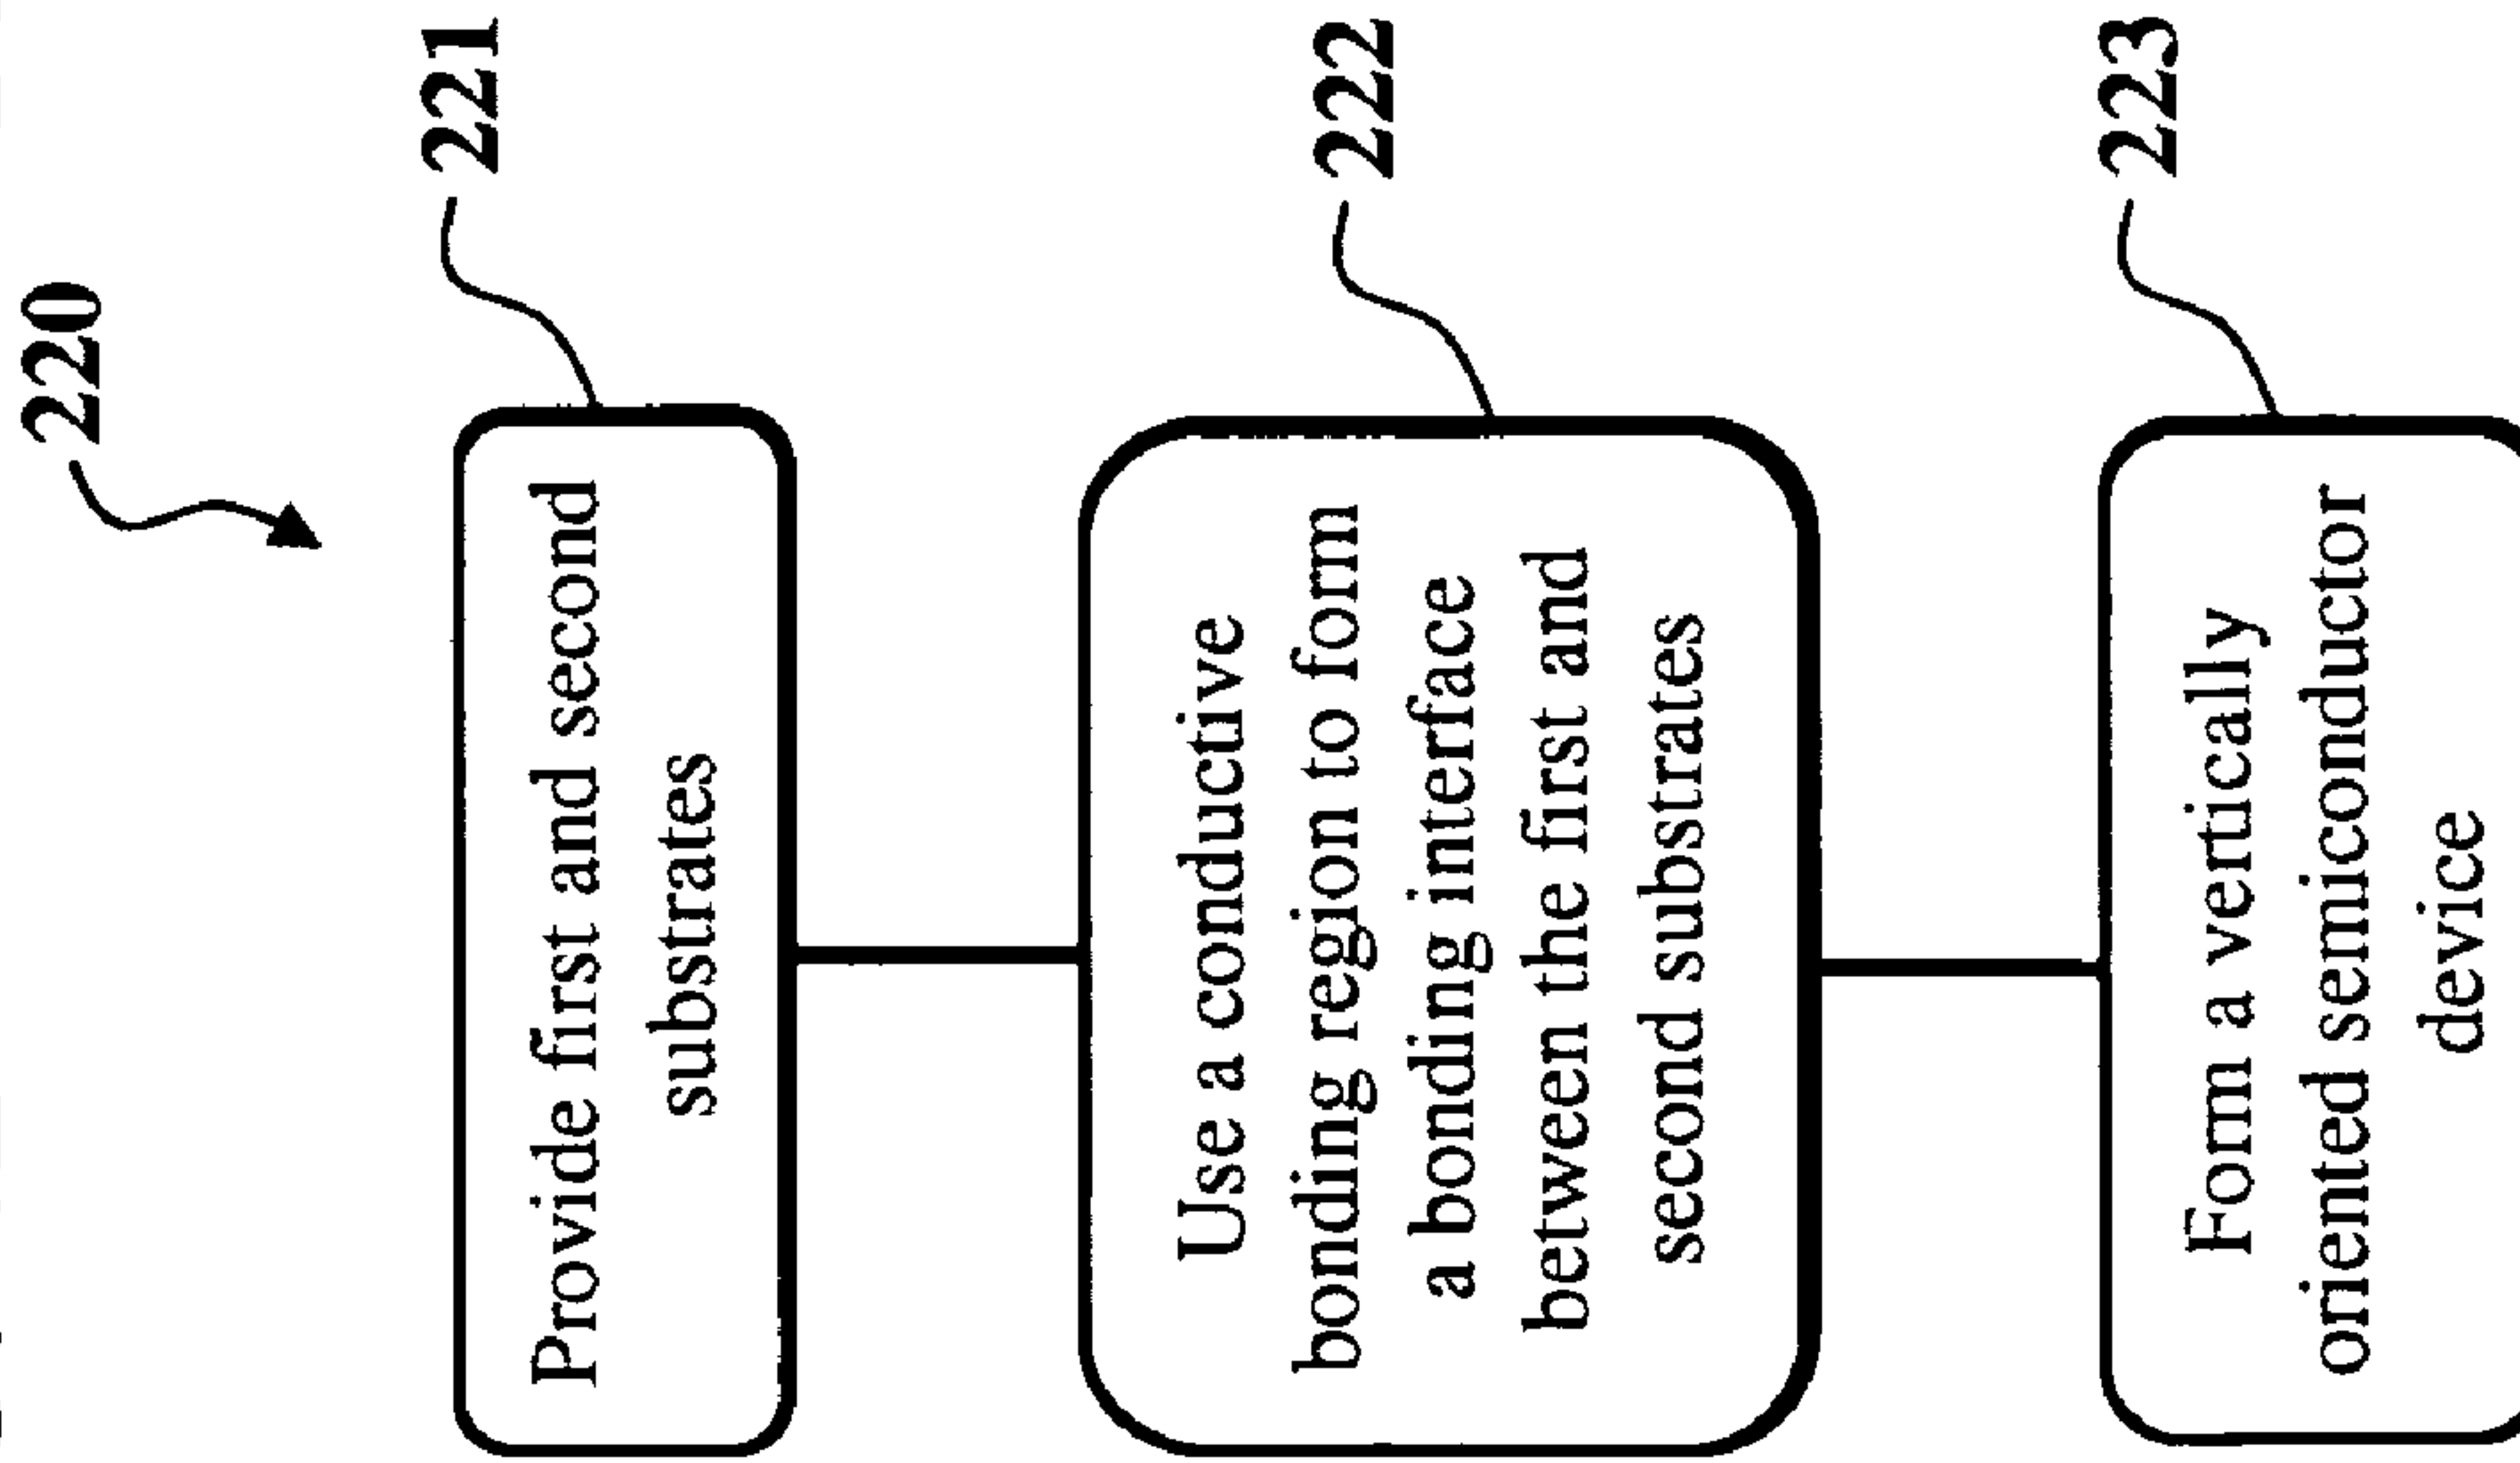 220
221
Provide first and second
substrates
222
Use a conductive
bonding region to form
a bonding interface
between the first and
second substrates
223
Form a vertically
oriented semiconductor
device